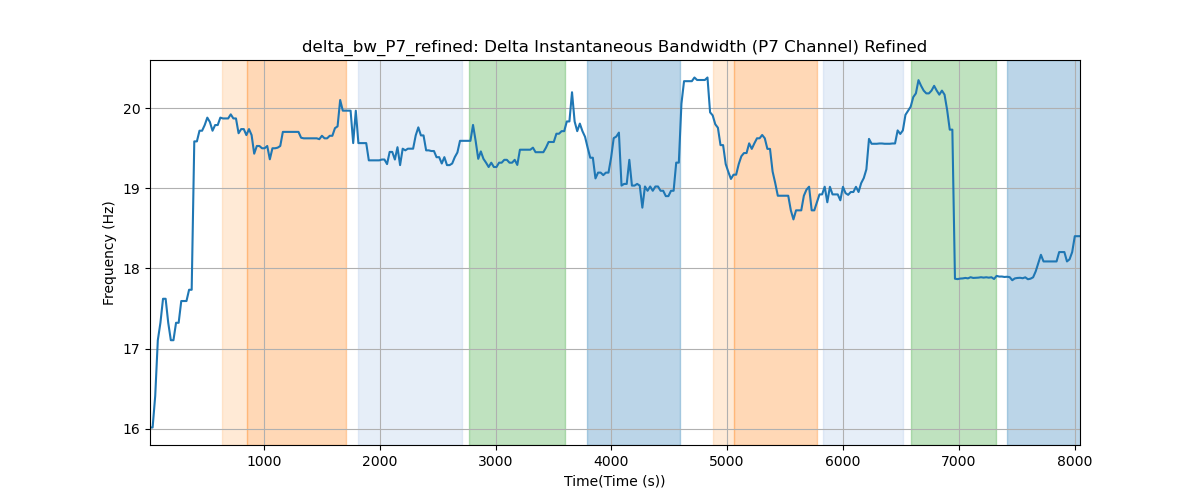 delta_bw_P7_refined: Delta Instantaneous Bandwidth (P7 Channel) Refined
Frequency (Hz)
20
19
18
17
16
1000 2000 3000 4000 5000 6000 7000 8000
Time(Time (s))